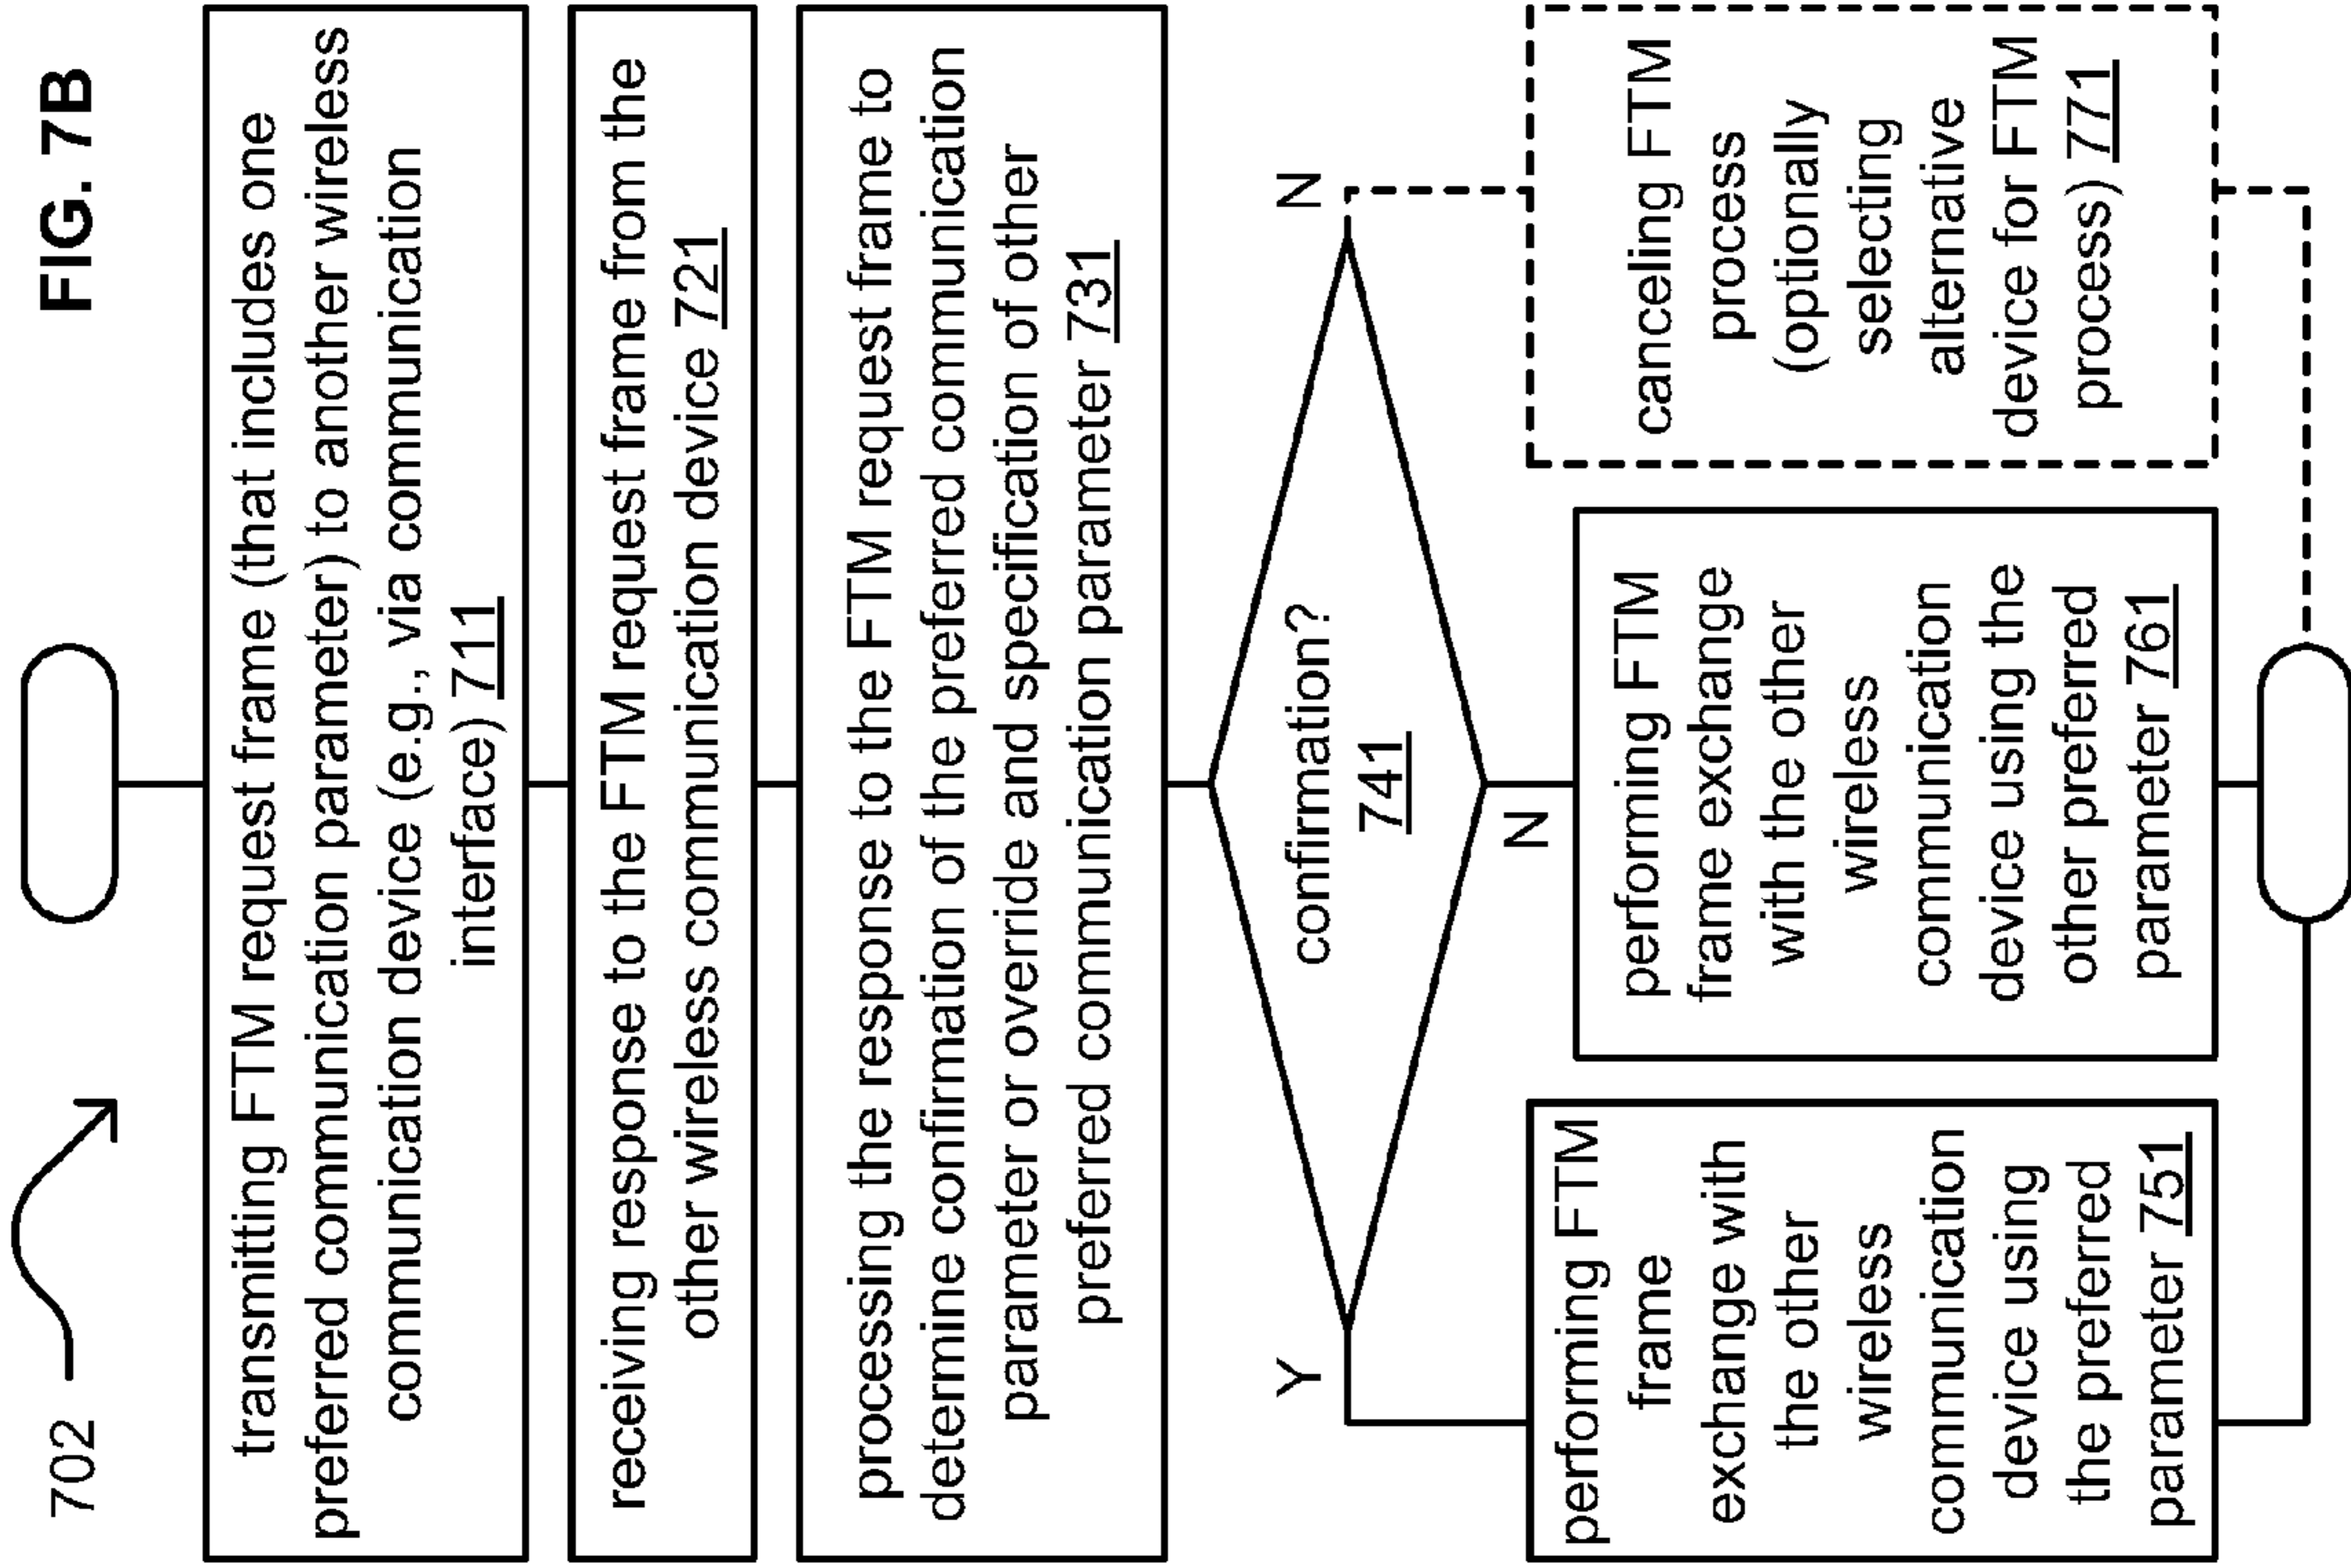 702
FIG. 7B
transmitting FTM request frame (that includes one
preferred communication parameter) to another wireless
communication device (e.g., via communication
interface) 711
receiving response to the FTM request frame from the
other wireless communication device 721
processing the response to the FTM request frame to
determine confirmation of the preferred communication
parameter or override and specification of other
preferred communication parameter 731
confirmation?
741
Y
N
N
performing FTM
frame
exchange with
the other
wireless
communication
device using
the preferred
parameter 751
performing FTM
frame exchange
with the other
wireless
communication
device using the
other preferred
parameter 761
canceling FTM
process
(optionally
selecting
alternative
device for FTM
process) 771